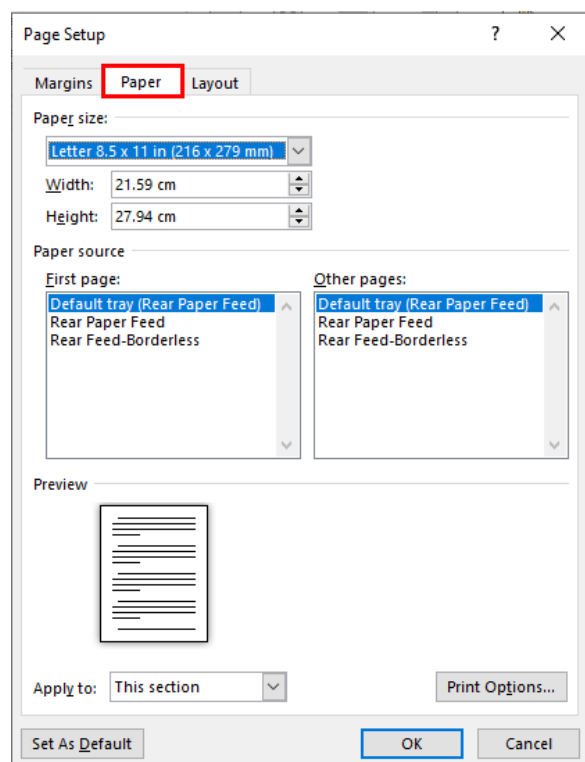 Page Setup ?
Margins Paper Layout
Paper size:
Letter 8.5 x 11 in (216 x 279 mm)
Width: 21.59 cm
Height: 27.94 cm
Paper source
First page:
Default tray (Rear Paper Feed)
Rear Paper Feed
Rear Feed-Borderless
Other pages:
Default tray (Rear Paper Feed)
Rear Paper Feed
Rear Feed-Borderless
Preview
Apply to: This section
Print Options...
Set As Default
OK
Cancel